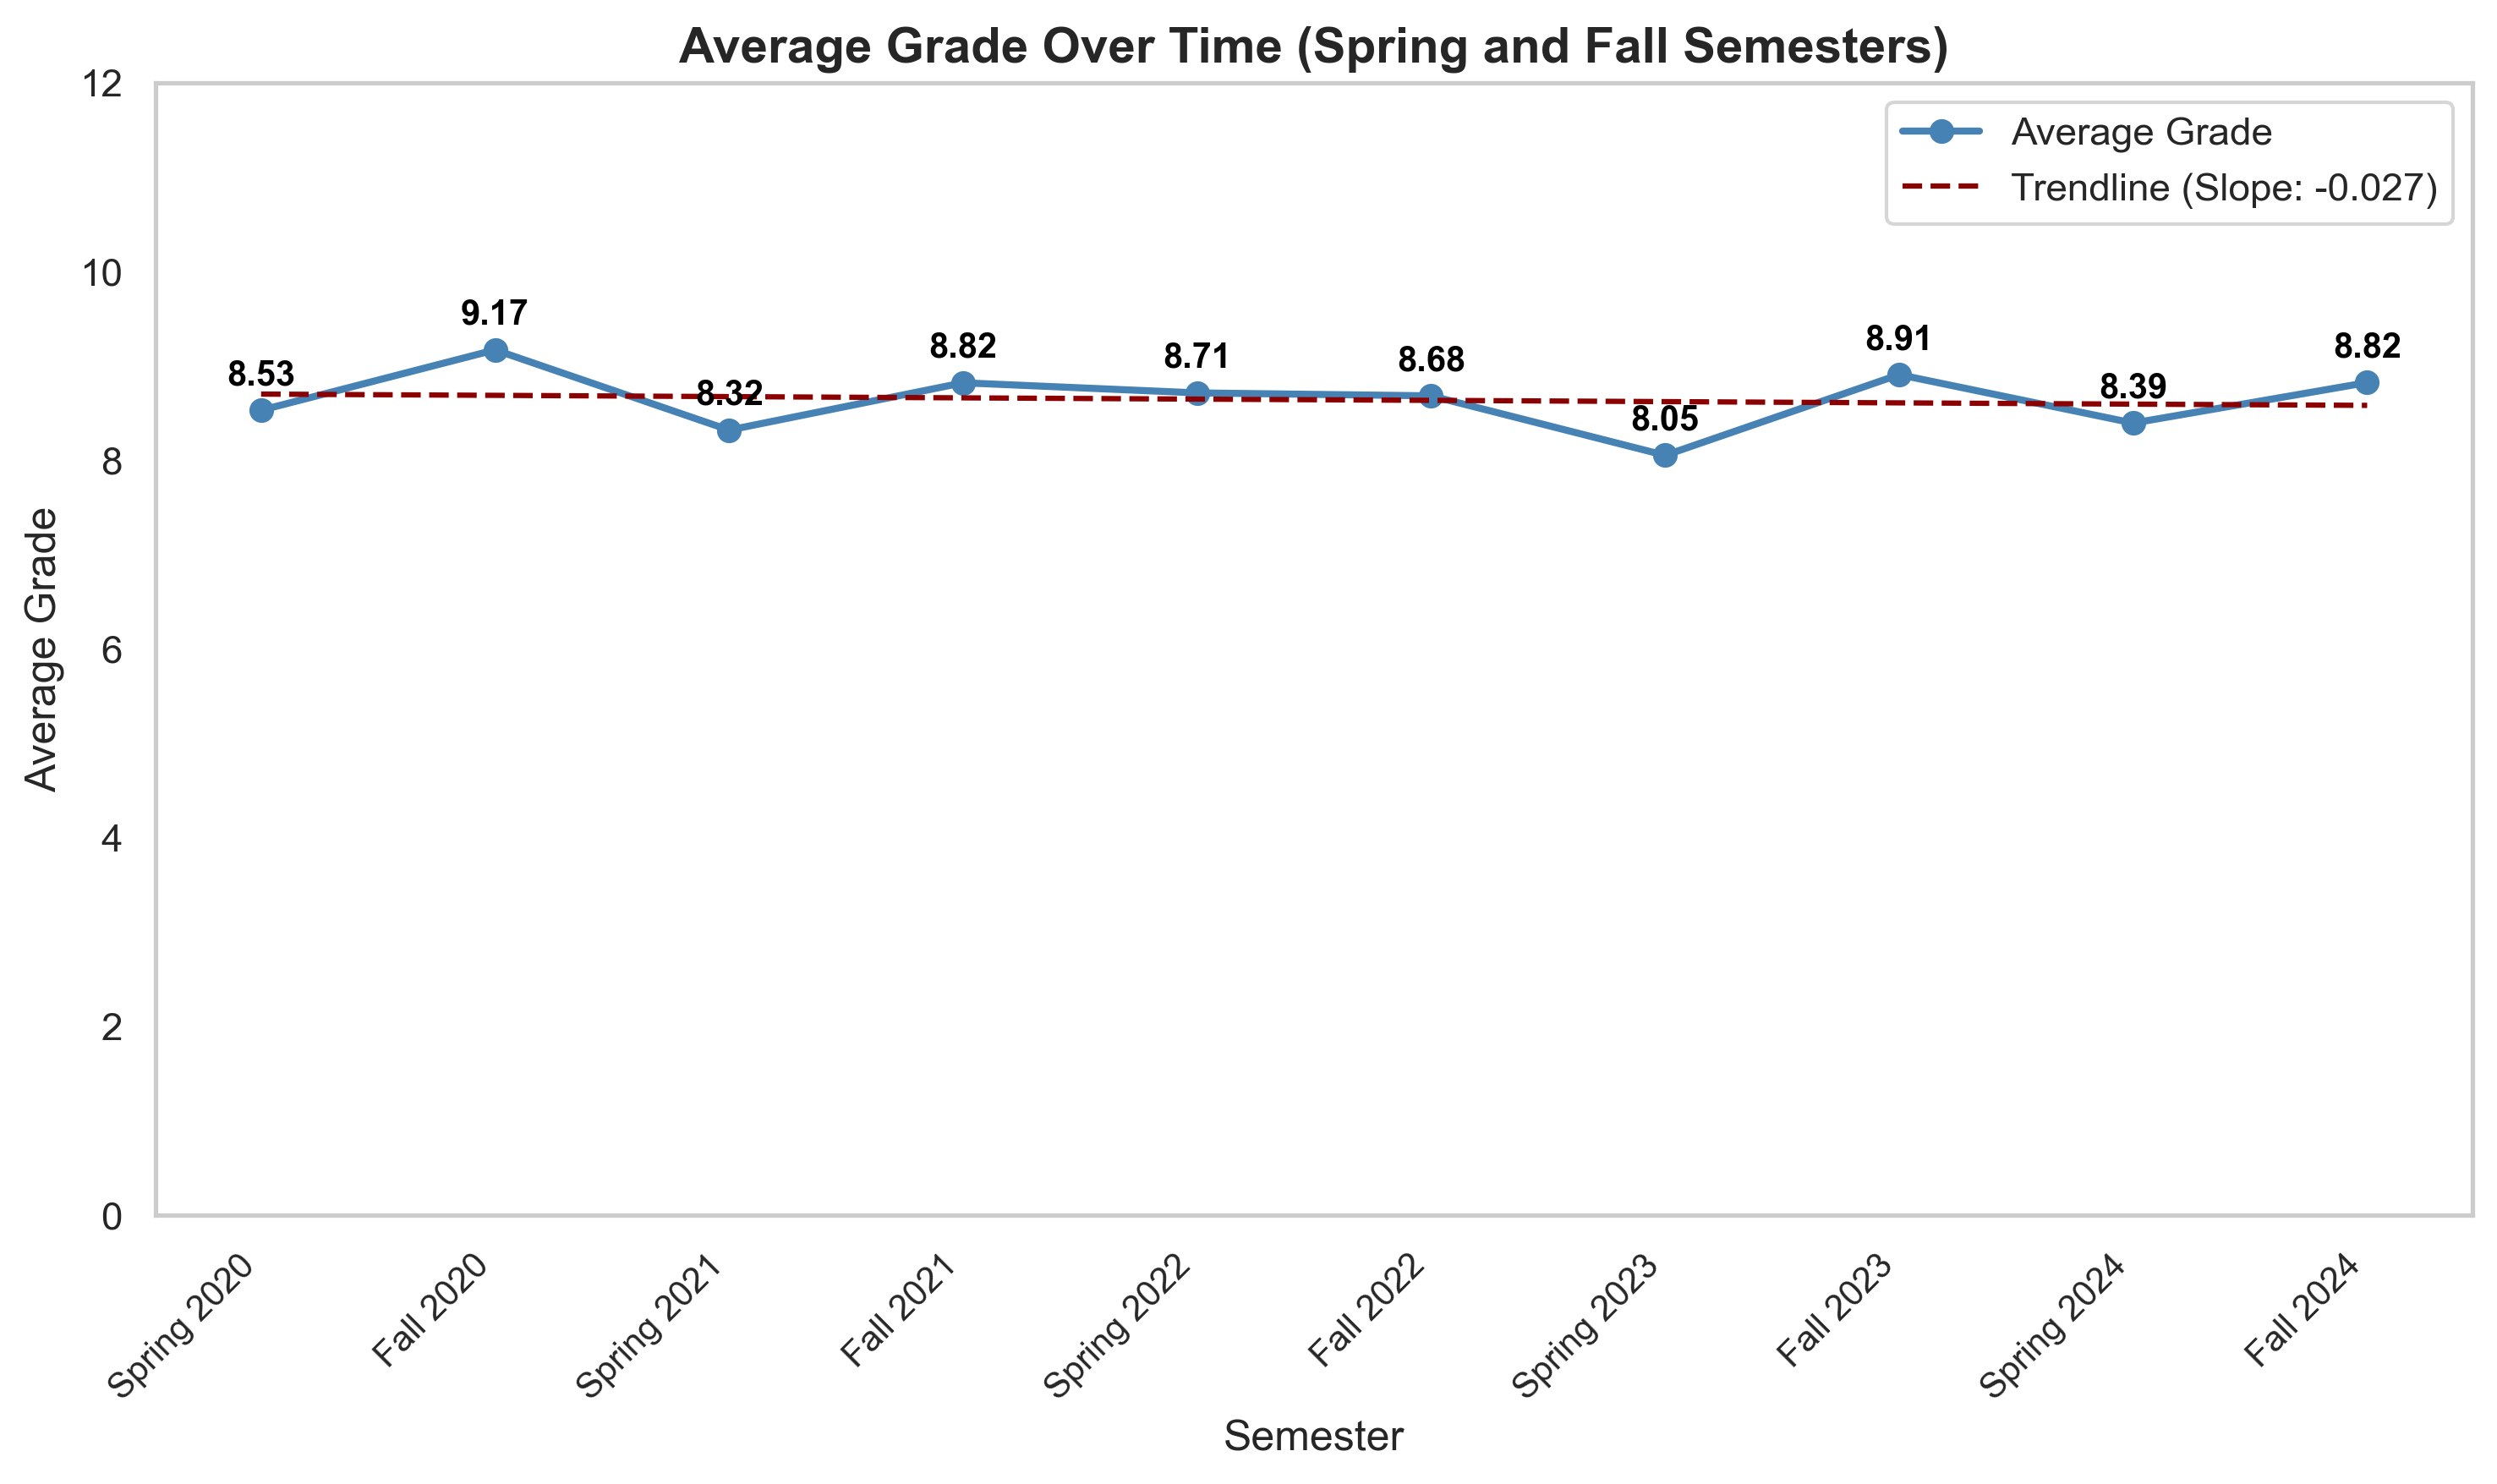 Average Grade Over Time (Spring and Fall Semesters)
12
10
8
6
4
2
0
Average Grade
Average Grade
Trendline (Slope: -0.027)
8.53
9.17
8.32
8.82
8.71
8.68
8.05
8.91
8.39
8.82
Spring 2020
Fall 2020
Spring 2021
Fall 2021
Spring 2022
Fall 2022
Spring 2023
Fall 2023
Spring 2024
Fall 2024
Semester